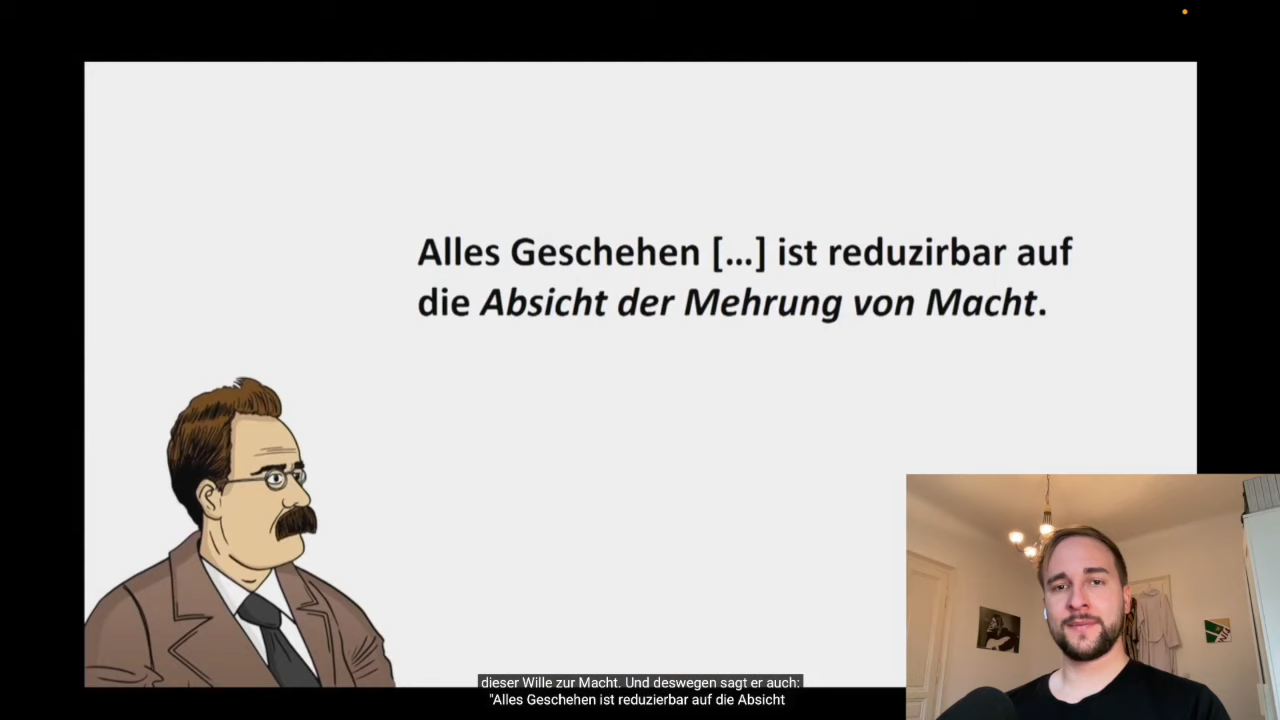 Alles Geschehen [...] ist reduzirbar auf
die Absicht der Mehrung von Macht.
dieser Wille zur Macht. Und deswegen sagt er auch:
"Alles Geschehen ist reduzierbar auf die Absicht